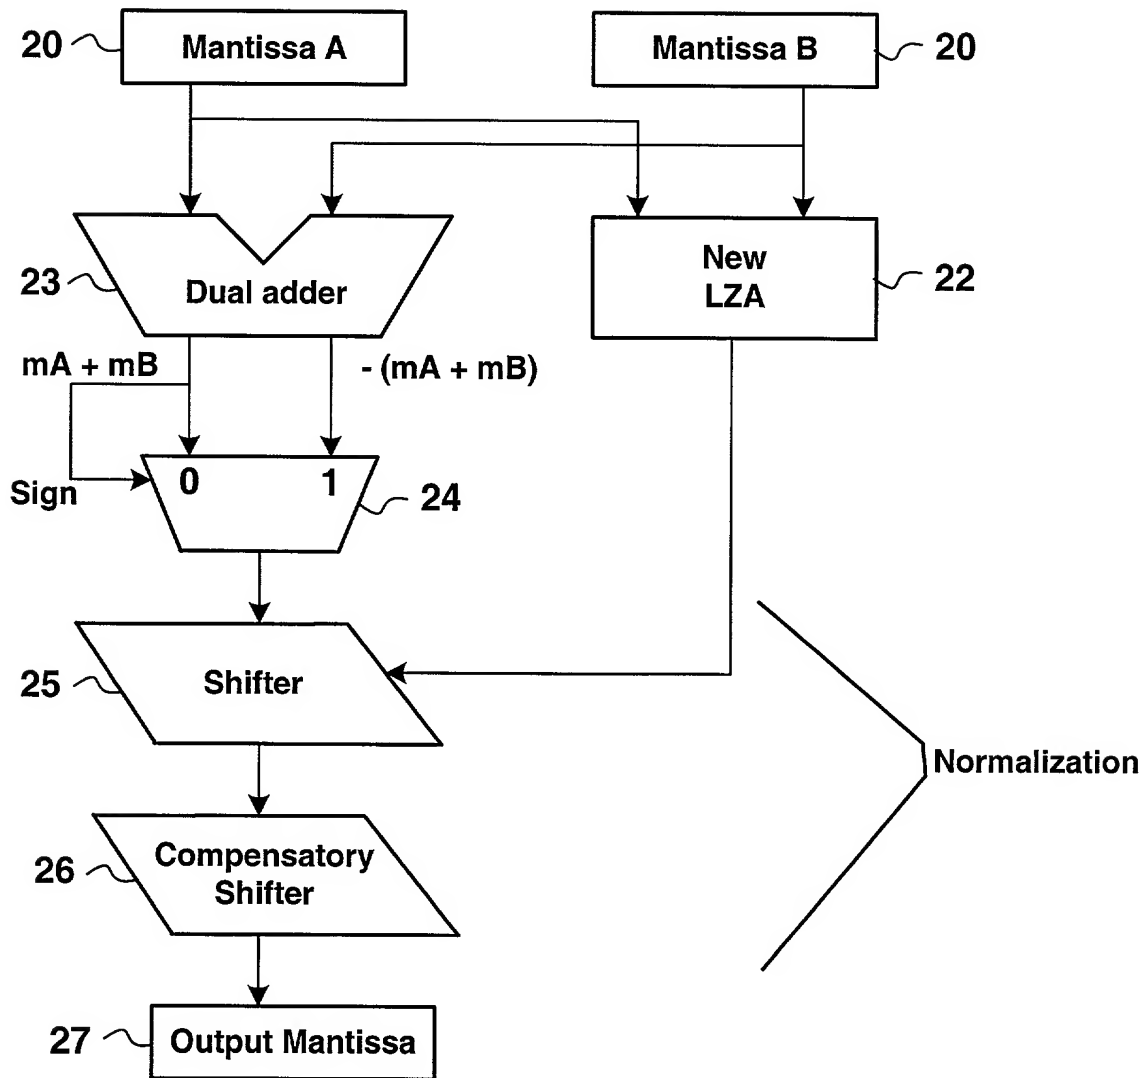 20
Mantissa A
Mantissa B
20
23
Dual adder
New
LZA
22
mA + mB
- (mA + mB)
Sign
0
1
24
25
Shifter
Normalization
26
Compensatory
Shifter
27
Output Mantissa